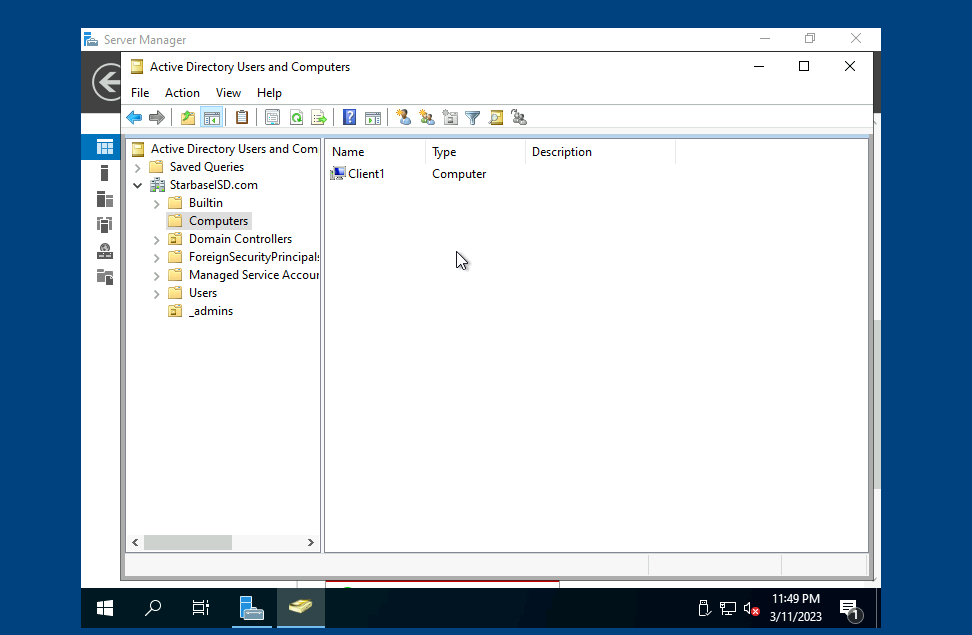 Server Manager
Active Directory Users and Computers
File Action View Help
Active Directory Users and Com
Saved Queries
StarbaseISD.com
Builtin
Computers
Domain Controllers
ForeignSecurityPrincipals
Managed Service Accour
Users
_admins
Name Type Description
Client1 Computer
11:49 PM
3/11/2023
1